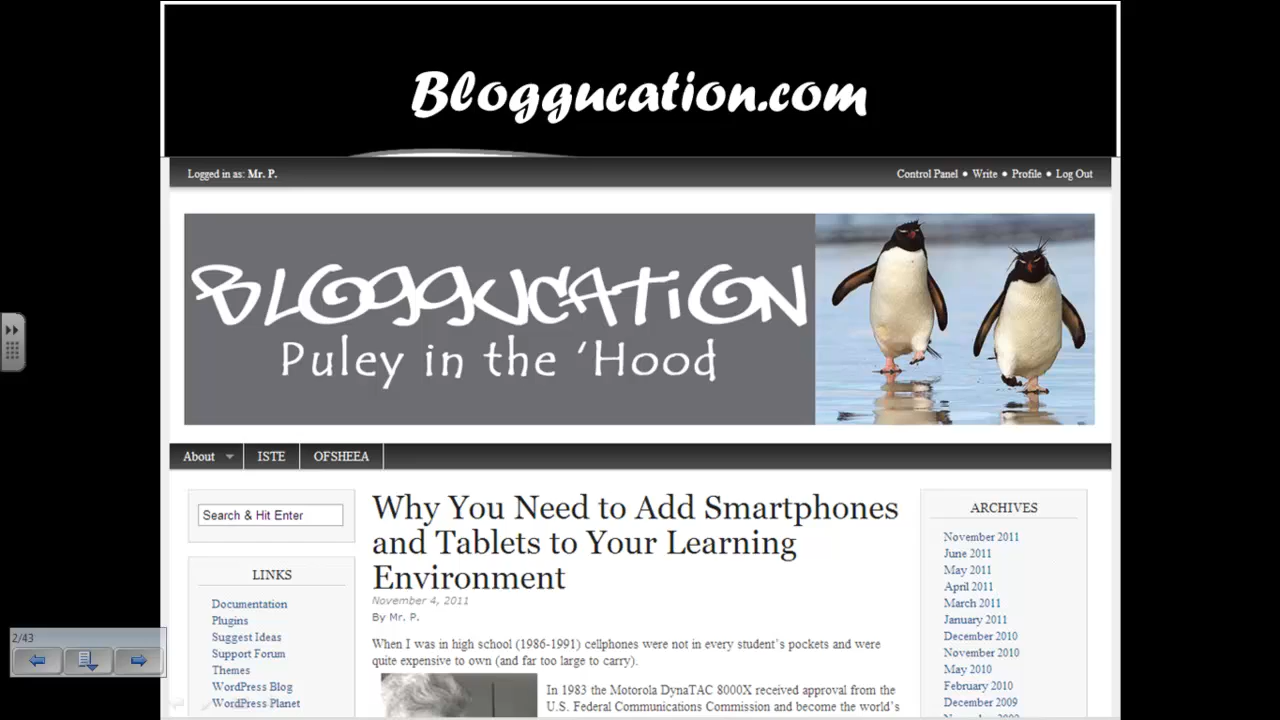 Bloggucation.com
Logged in as: Mr. P.
Control Panel • Write • Profile • Log Out
BLOGGUCATION
Puley in the ‘Hood
About
ISTE
OFSHEEA
Search & Hit Enter
LINKS
Documentation
Plugins
Suggest Ideas
Support Forum
Themes
WordPress Blog
WordPress Planet
Why You Need to Add Smartphones
and Tablets to Your Learning
Environment
November 4, 2011
By Mr. P.
When I was in high school (1986-1991) cellphones were not in every student’s pockets and were
quite expensive to own (and far too large to carry).
In 1983 the Motorola DynaTAC 8000X received approval from the
U.S. Federal Communications Commission and become the world’s
ARCHIVES
November 2011
June 2011
May 2011
April 2011
March 2011
January 2011
December 2010
November 2010
May 2010
February 2010
December 2009
2/43